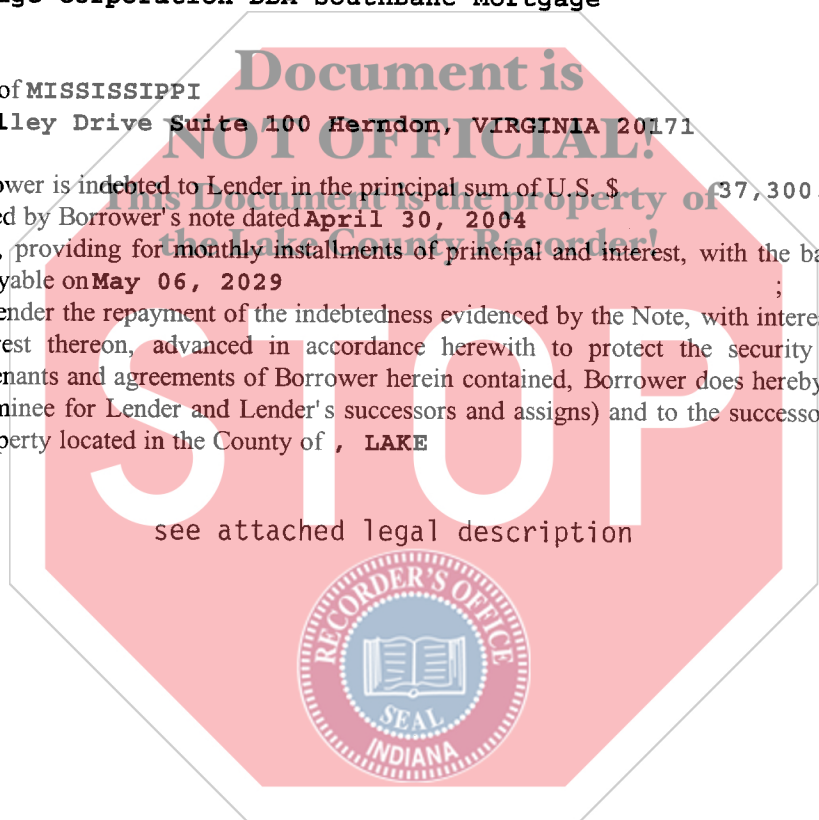 Corporation DBA SouthBanc Mortgage
Document is
of MISSISSIPPI
lley Drive Suite 100 Herndon, VIRGINIA 20171
NOT OFFICIAL!
ower is indebted to Lender in the principal sum of U.S. $ 37,300.
This Document is the property of
ed by Borrower's note dated April 30, 2004
the Lake County Recorder!
, providing for monthly installments of principal and interest, with the ba
yable on May 06, 2029 ;
ender the repayment of the indebtedness evidenced by the Note, with intere
est thereon, advanced in accordance herewith to protect the security
enants and agreements of Borrower herein contained, Borrower does hereby
minee for Lender and Lender's successors and assigns) and to the successo
perty located in the County of , LAKE
STOP
see attached legal description
RECORDER'S OFFICE
SEAL
INDIANA